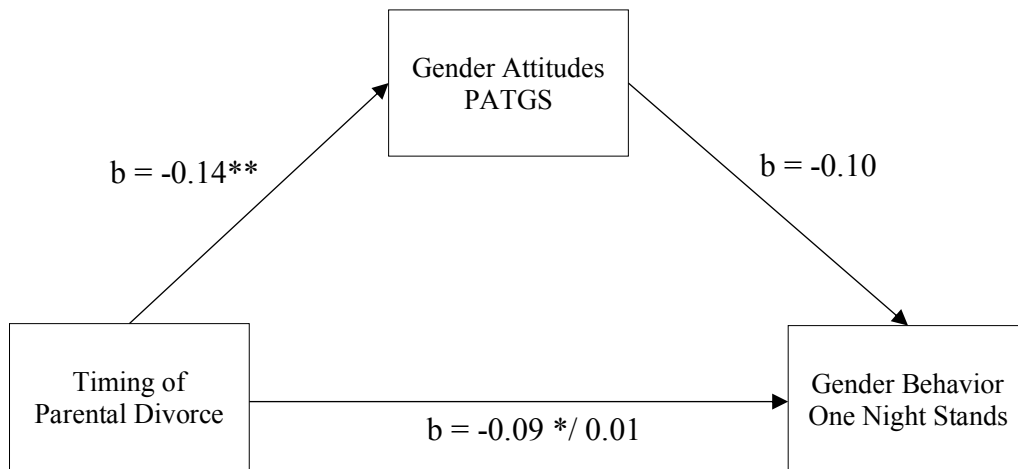 Gender Attitudes
PATGS
b = -0.14**
b = -0.10
Timing of
Parental Divorce
b = -0.09 */ 0.01
Gender Behavior
One Night Stands